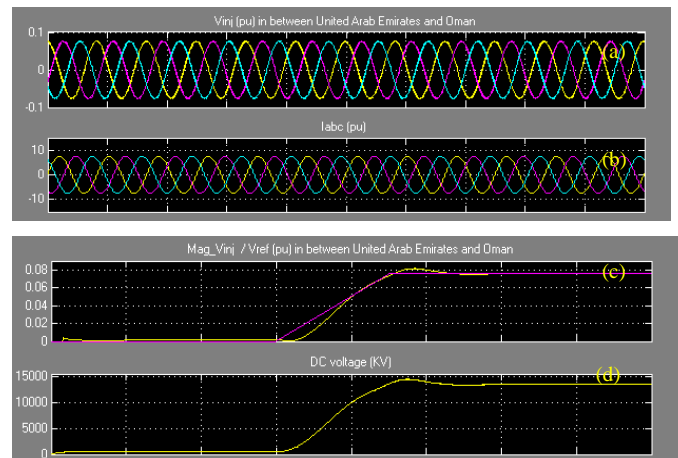 Vinj (pu) in between United Arab Emirates and Oman
0.1
(a)
0
-0.1
Iabc (pu)
10
(b)
0
-10
Mag_Vinj / Vref (pu) in between United Arab Emirates and Oman
0.08
(c)
0.06
0.04
0.02
0
DC voltage (KV)
15000
(d)
10000
5000
0